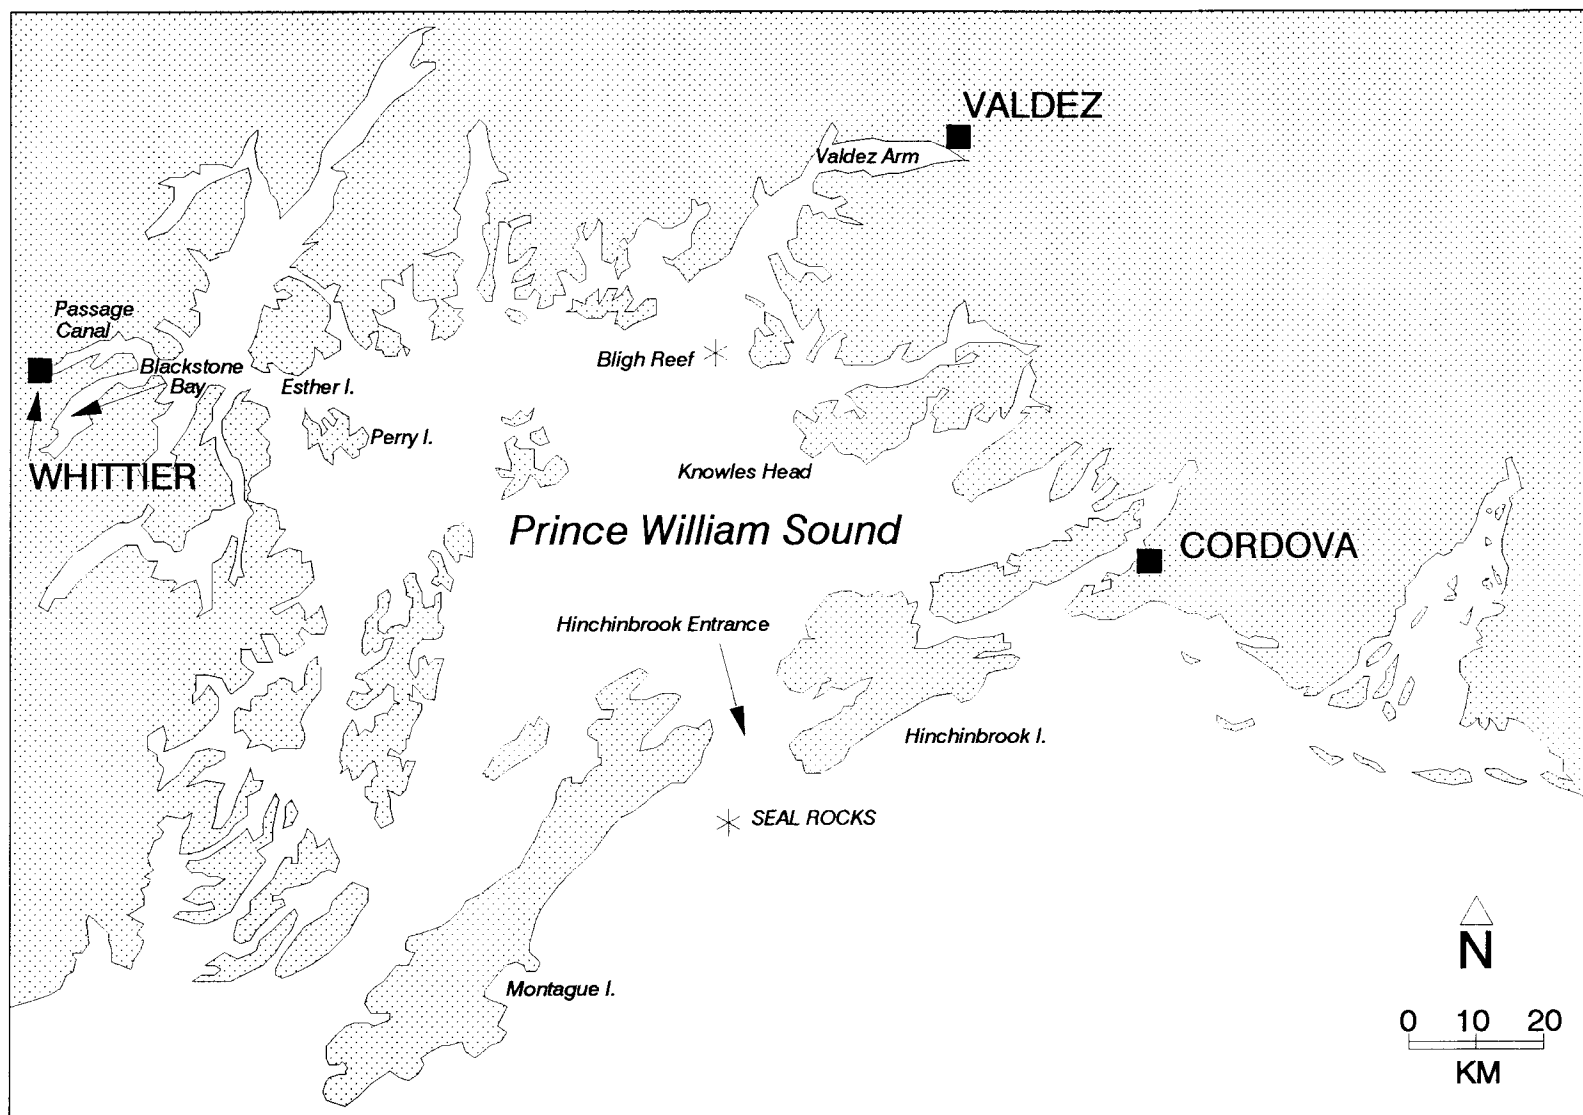 VALDEZ
Valdez Arm
Passage
Canal
Bligh Reef
Blackstone
Bay
Esther I.
Perry I.
WHITTIER
Knowles Head
Prince William Sound
CORDOVA
Hinchinbrook Entrance
Hinchinbrook I.
SEAL ROCKS
Montague I.
N
0 10 20
KM